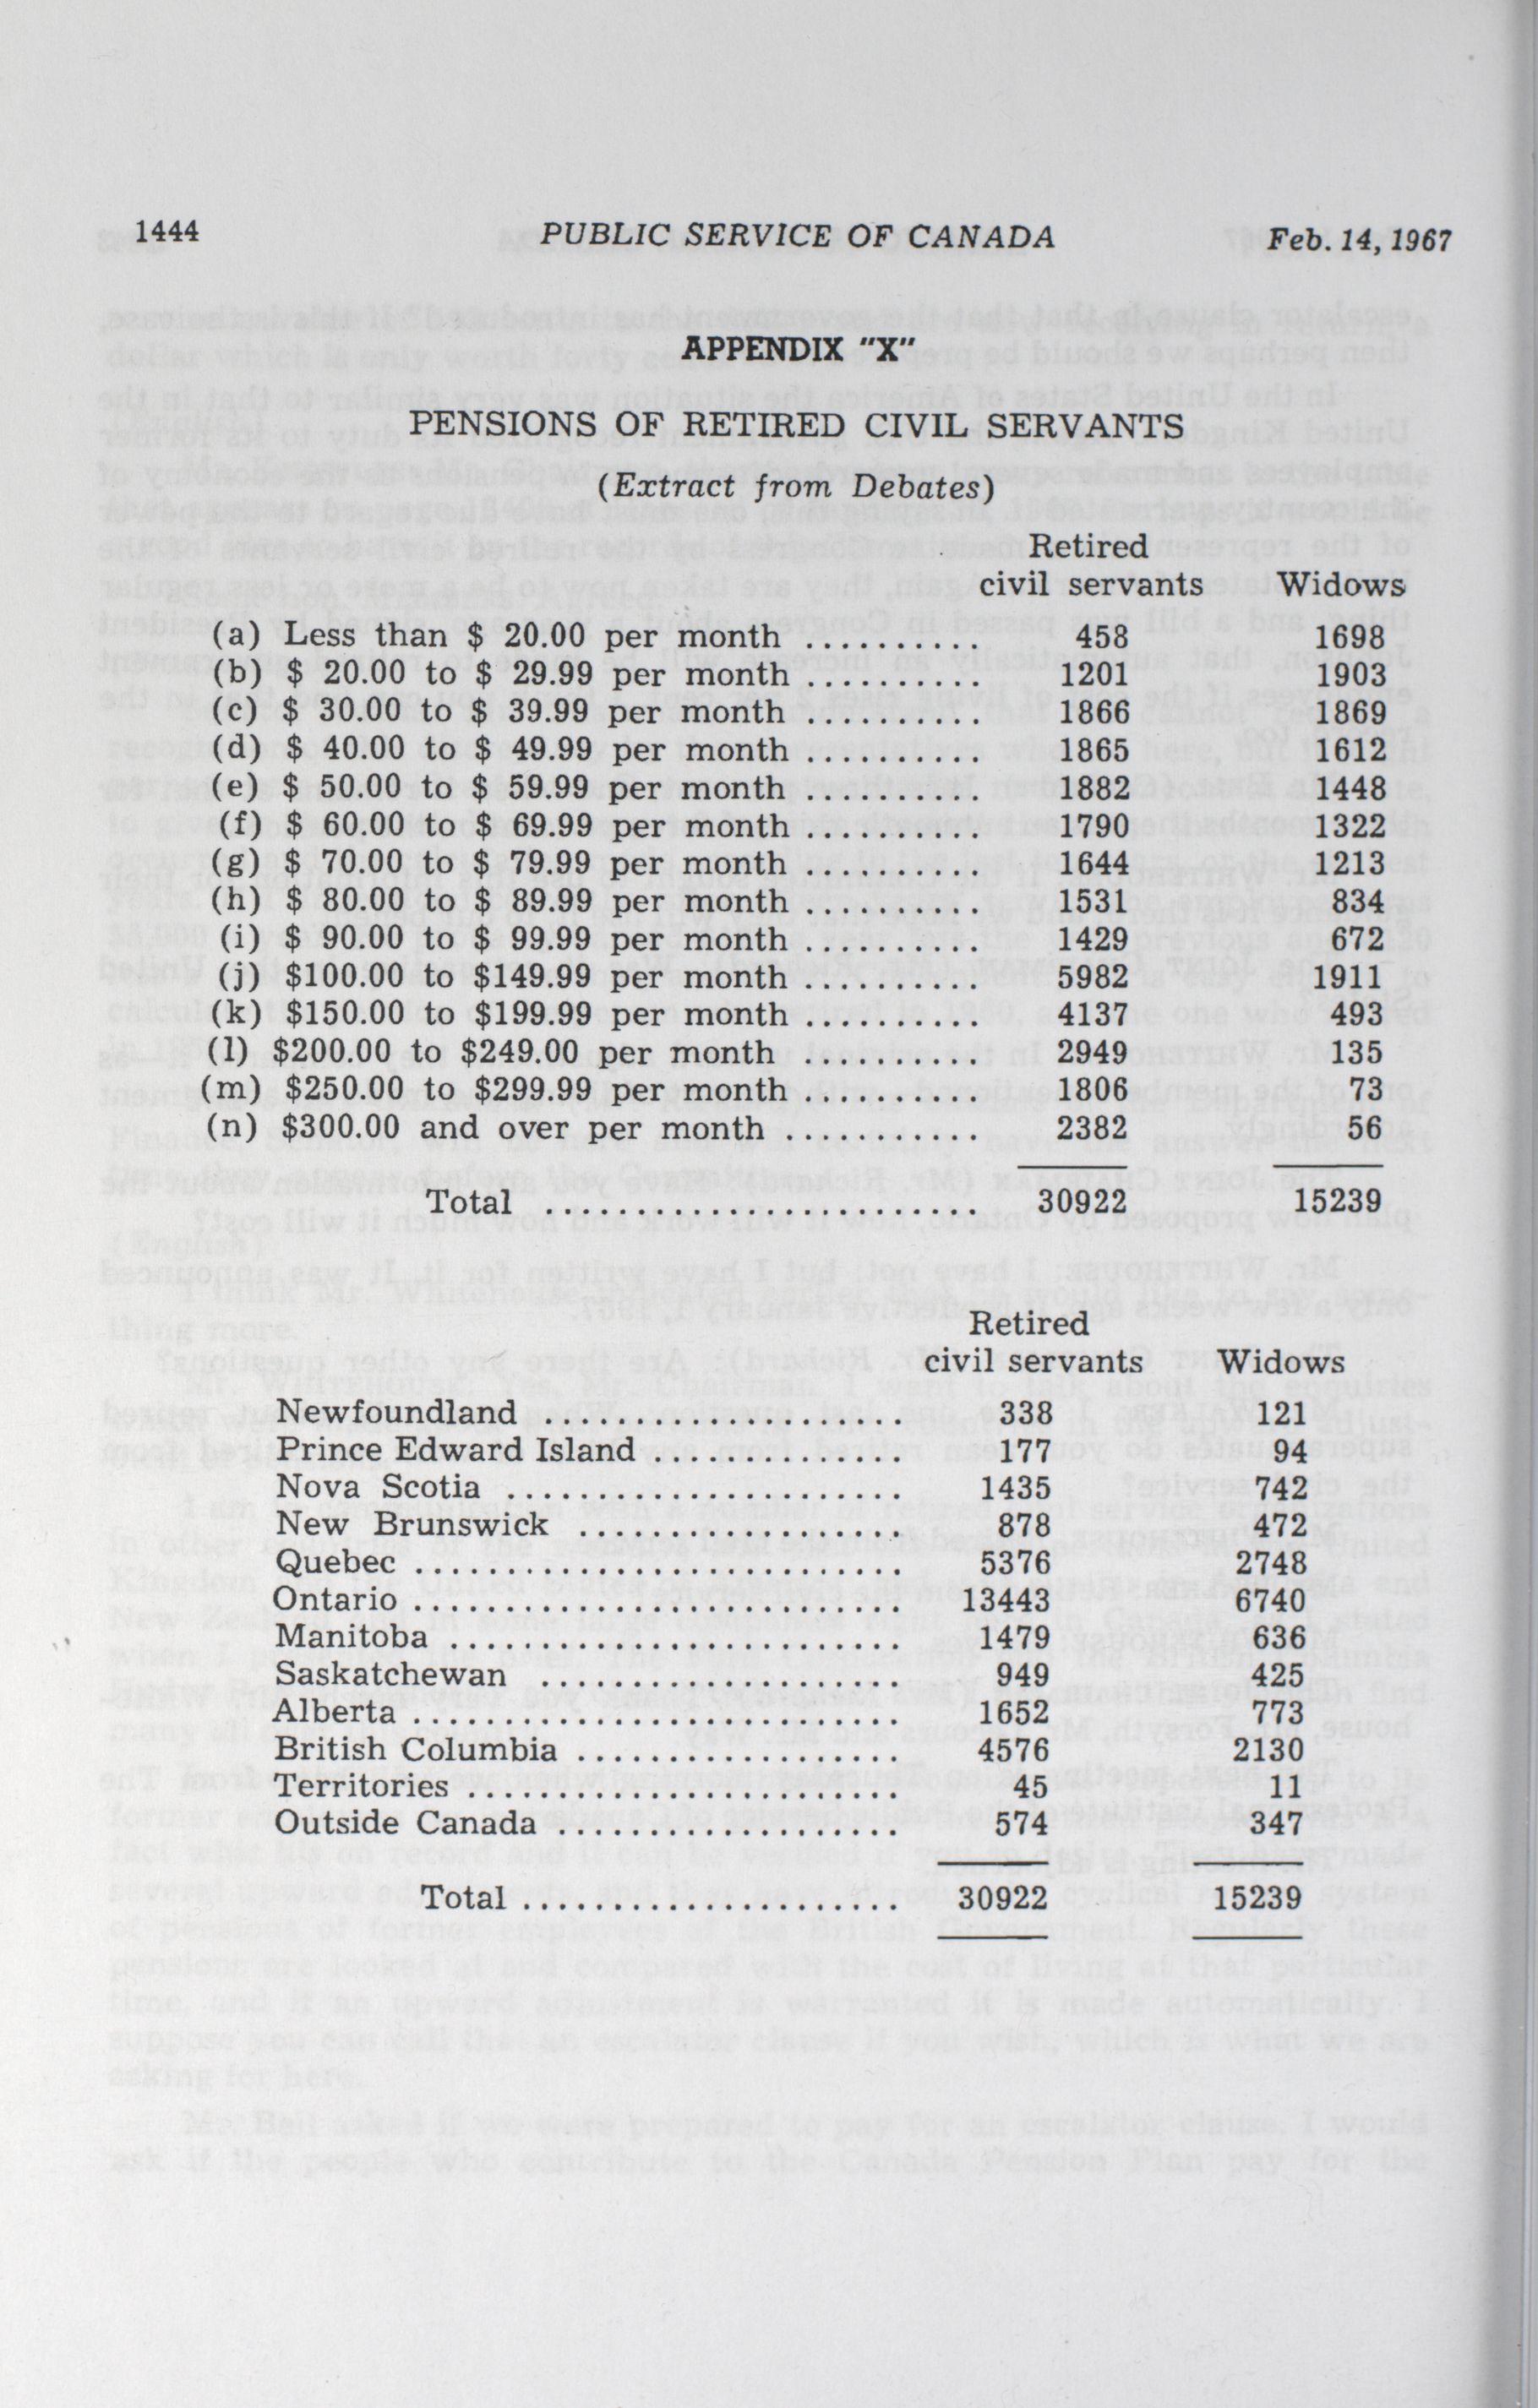 1444 PUBLIC SERVICE OF CANADA Feb. 14, 1967
APPENDIX "X"
PENSIONS OF RETIRED CIVIL SERVANTS
(Extract from Debates)
Retired
civil servants Widows
(a) Less than $ 20.00 per month .......... 458 1698
(b) $ 20.00 to $ 29.99 per month .......... 1201 1903
(c) $ 30.00 to $ 39.99 per month .......... 1866 1869
(d) $ 40.00 to $ 49.99 per month .......... 1865 1612
(e) $ 50.00 to $ 59.99 per month .......... 1882 1448
(f) $ 60.00 to $ 69.99 per month .......... 1790 1322
(g) $ 70.00 to $ 79.99 per month .......... 1644 1213
(h) $ 80.00 to $ 89.99 per month .......... 1531 834
(i) $ 90.00 to $ 99.99 per month .......... 1429 672
(j) $100.00 to $149.99 per month .......... 5982 1911
(k) $150.00 to $199.99 per month .......... 4137 493
(l) $200.00 to $249.00 per month .......... 2949 135
(m) $250.00 to $299.99 per month .......... 1806 73
(n) $300.00 and over per month ........... 2382 56
Total ......................... 30922 15239
Retired
civil servants Widows
Newfoundland .................... 338 121
Prince Edward Island .............. 177 94
Nova Scotia ...................... 1435 742
New Brunswick .................. 878 472
Quebec ........................... 5376 2748
Ontario ........................... 13443 6740
Manitoba ......................... 1479 636
Saskatchewan .................... 949 425
Alberta ........................... 1652 773
British Columbia .................. 4576 2130
Territories ........................ 45 11
Outside Canada ................... 574 347
Total ..................... 30922 15239